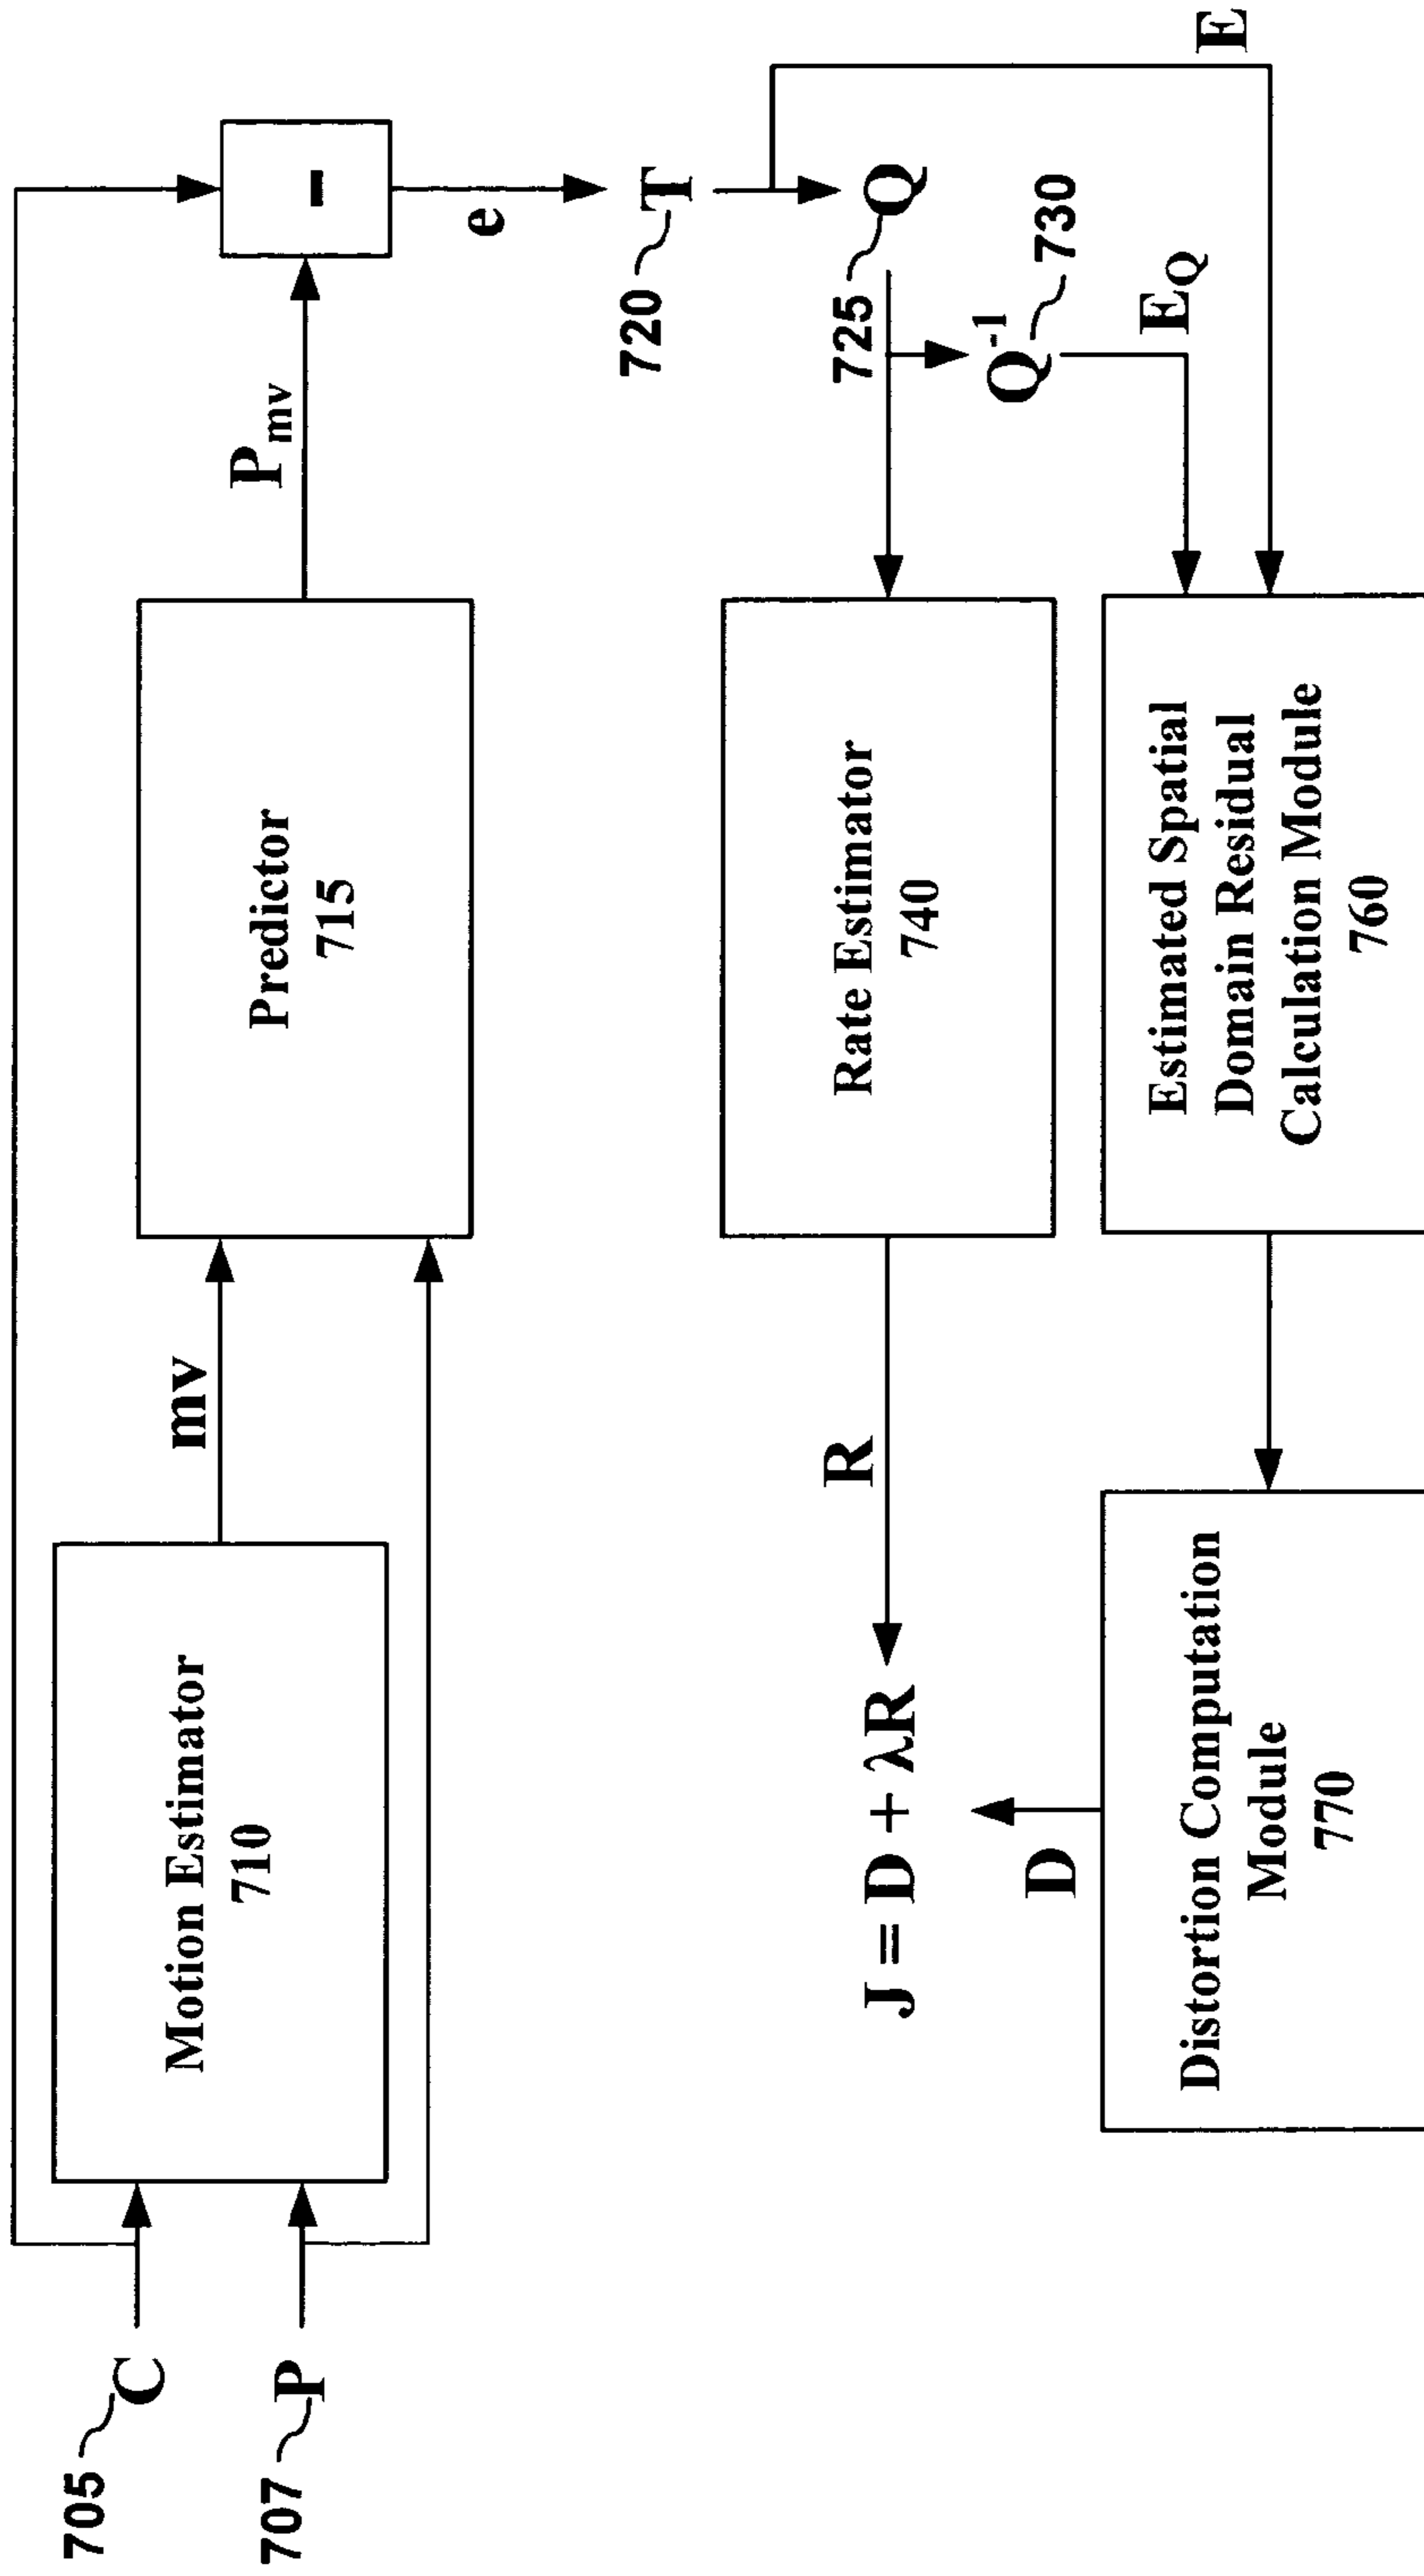 705
C
707
P
Motion Estimator
710
mv
Predictor
715
Pmv
-
e
720
T
E
725
Q
Q-1
730
EQ
Rate Estimator
740
R
J = D + λR
Estimated Spatial
Domain Residual
Calculation Module
760
D
Distortion Computation
Module
770